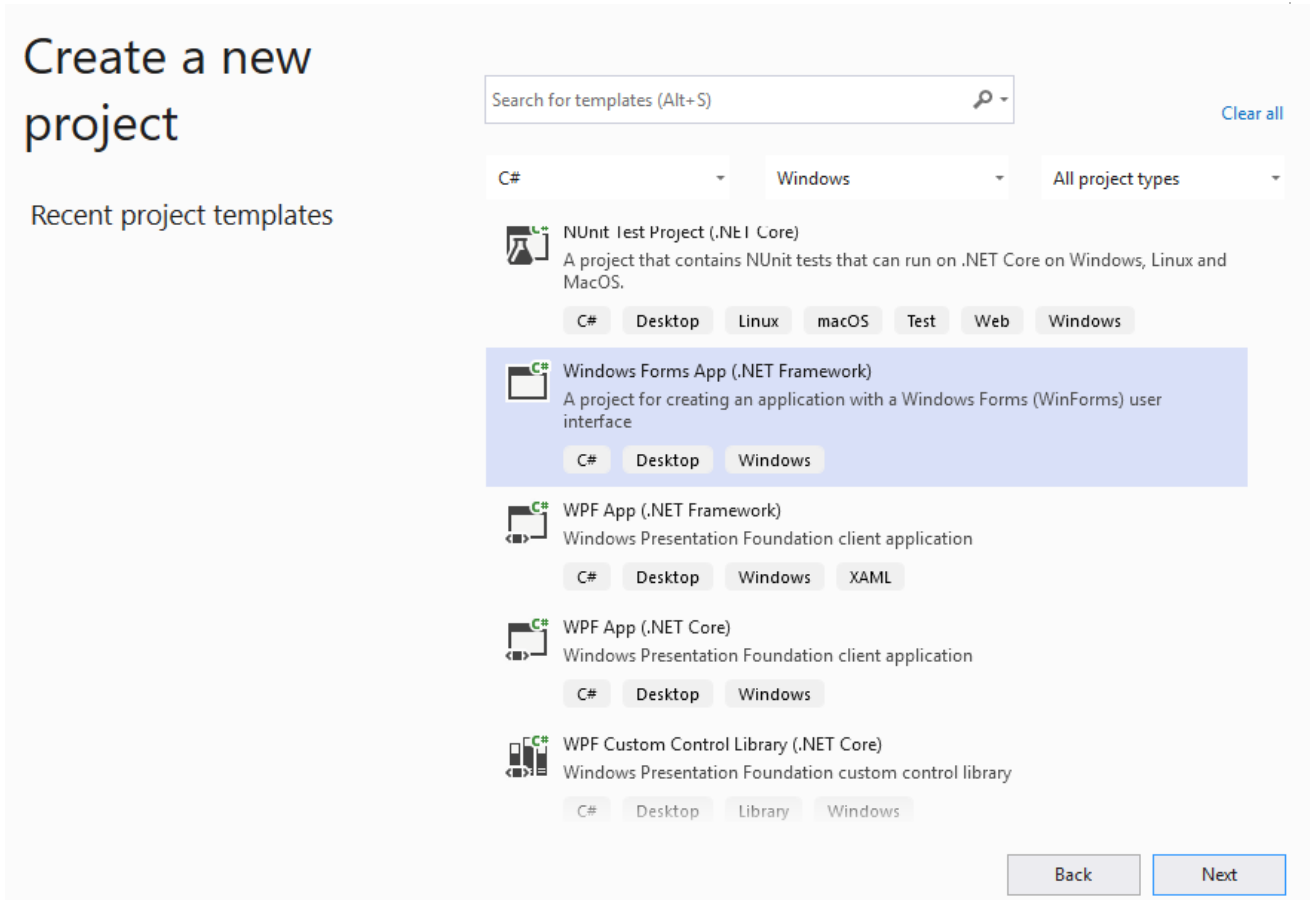 Create a new
project
Search for templates (Alt+S)
Clear all
C#
Windows
All project types
Recent project templates
C#
NUnit Test Project (.NET Core)
A project that contains NUnit tests that can run on .NET Core on Windows, Linux and
MacOS.
C# Desktop Linux macOS Test Web Windows
C#
Windows Forms App (.NET Framework)
A project for creating an application with a Windows Forms (WinForms) user
interface
C# Desktop Windows
C#
WPF App (.NET Framework)
Windows Presentation Foundation client application
C# Desktop Windows XAML
C#
WPF App (.NET Core)
Windows Presentation Foundation client application
C# Desktop Windows
C#
WPF Custom Control Library (.NET Core)
Windows Presentation Foundation custom control library
C# Desktop Library Windows
Back
Next